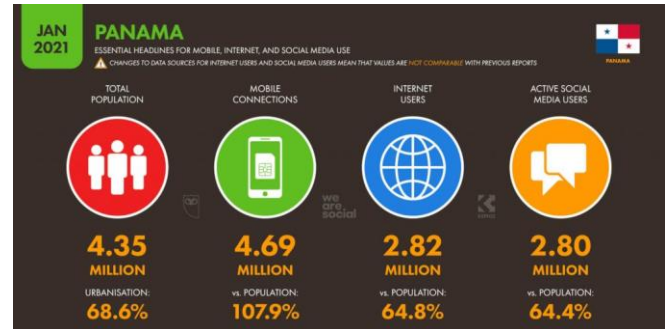 JAN
2021
PANAMA
ESSENTIAL HEADLINES FOR MOBILE, INTERNET, AND SOCIAL MEDIA USE
CHANGES TO DATA SOURCES FOR INTERNET USERS AND SOCIAL MEDIA USERS MEAN THAT VALUES ARE NOT COMPARABLE WITH PREVIOUS REPORTS
PANAMA
TOTAL
POPULATION
MOBILE
CONNECTIONS
INTERNET
USERS
ACTIVE SOCIAL
MEDIA USERS
we
are
social
4.35
MILLION
4.69
MILLION
2.82
MILLION
2.80
MILLION
URBANISATION:
68.6%
vs. POPULATION:
107.9%
vs. POPULATION:
64.8%
vs. POPULATION:
64.4%